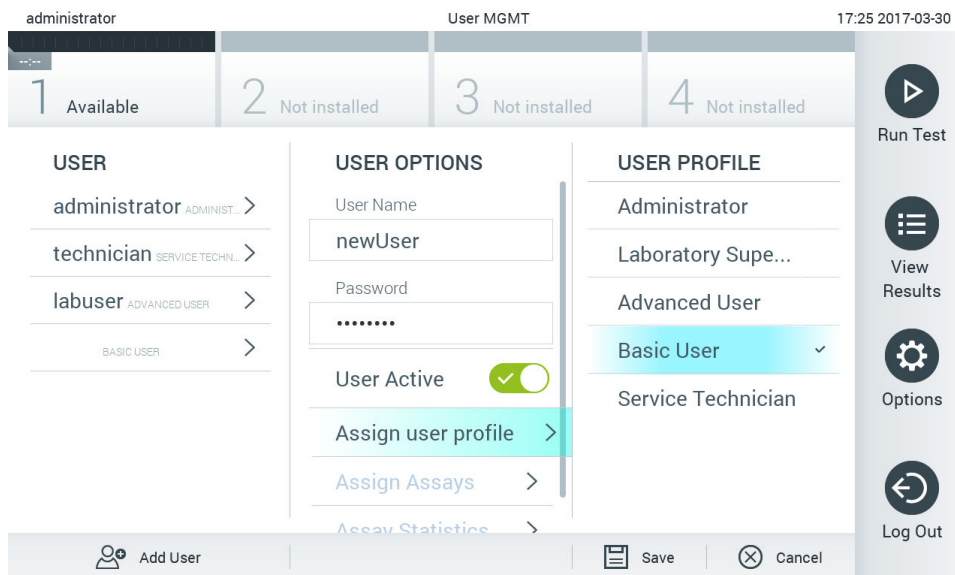 administrator User MGMT 17:25 2017-03-30
--:--
1 Available 2 Not installed 3 Not installed 4 Not installed
Run Test
USER
administrator ADMINIST...
technician SERVICE TECHN...
labuser ADVANCED USER
BASIC USER
USER OPTIONS
User Name
newUser
Password
••••••••
User Active
Assign user profile
Assign Assays
Assay Statistics
USER PROFILE
Administrator
Laboratory Supe...
Advanced User
Basic User
Service Technician
View
Results
Options
Log Out
Add User Save Cancel